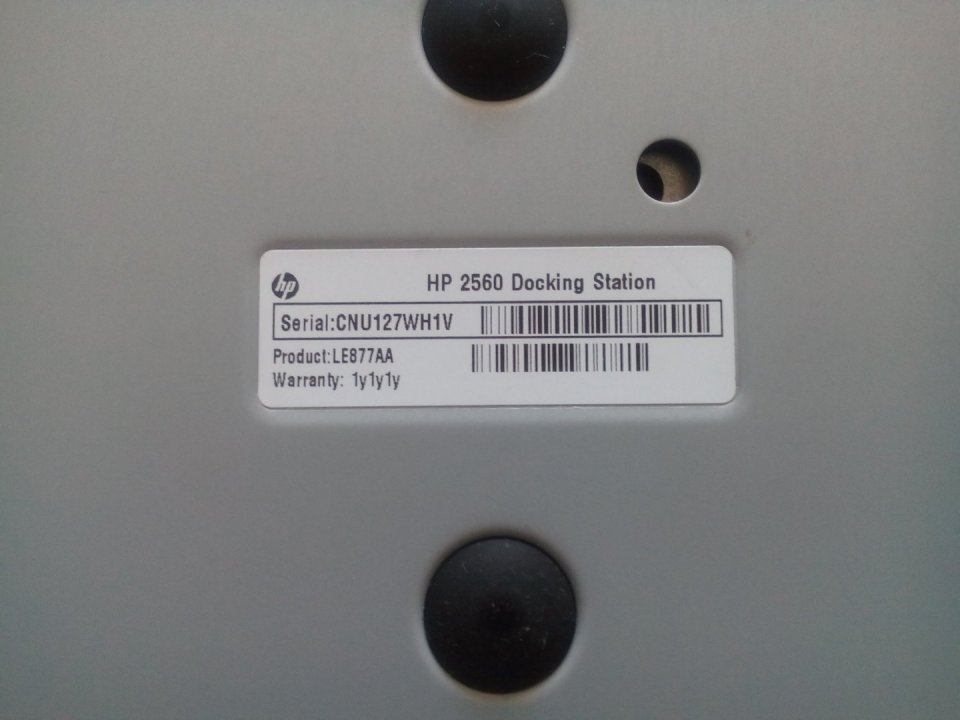 hp
HP 2560 Docking Station
Serial:CNU127WH1V
Product:LE877AA
Warranty: 1y1y1y